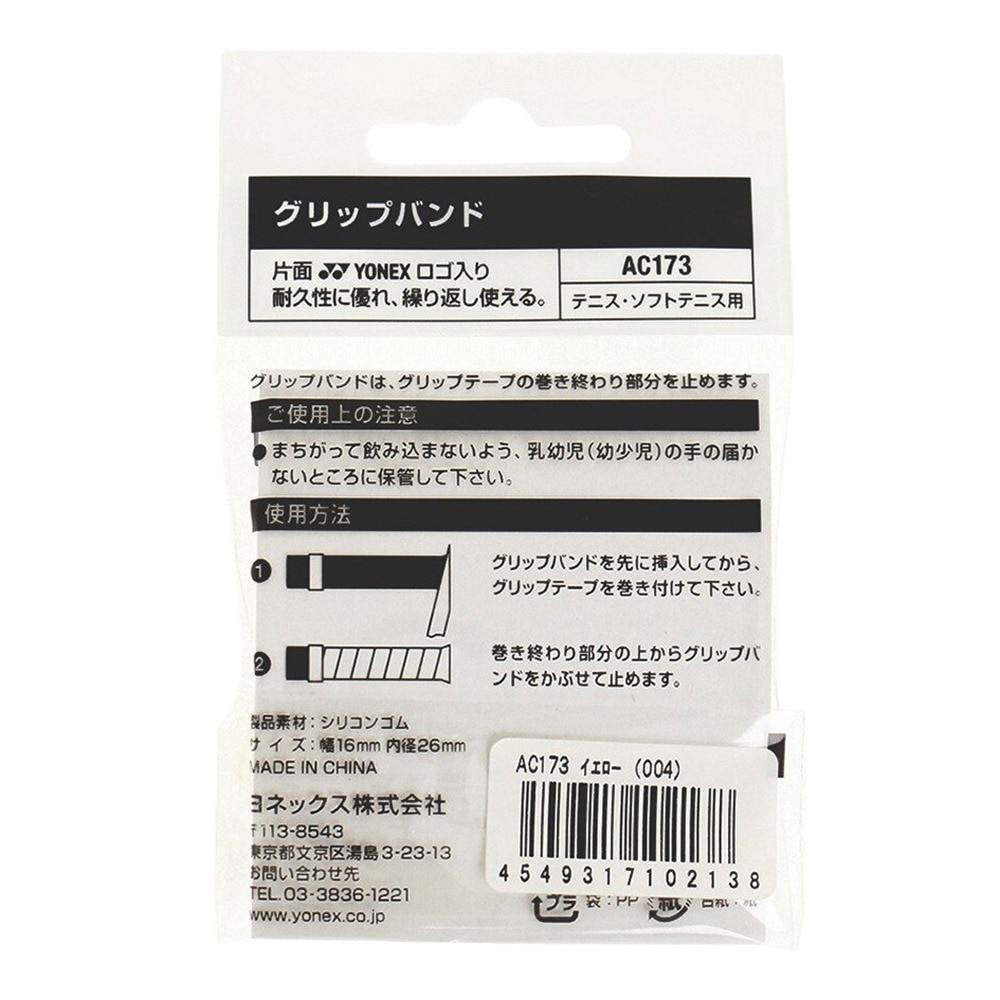 グリップバンド
片面 YONEX ロゴ入り
耐久性に優れ、繰り返し使える。
AC173
テニス・ソフトテニス用
グリップバンドは、グリップテープの巻き終わり部分を止めます。
ご使用上の注意
●まちがって飲み込まないよう、乳幼児(幼少児)の手の届か
ないところに保管して下さい。
使用方法
1
グリップバンドを先に挿入してから、
グリップテープを巻き付けて下さい。
2
巻き終わり部分の上からグリップバ
ンドをかぶせて止めます。
製品素材:シリコンゴム
サイズ:幅16mm 内径26mm
MADE IN CHINA
ヨネックス株式会社
〒113-8543
東京都文京区湯島3-23-13
お問い合わせ先
TEL.03-3836-1221
www.yonex.co.jp
AC173 イエロー (004)
4549317102138
プラ 袋:PP 紙